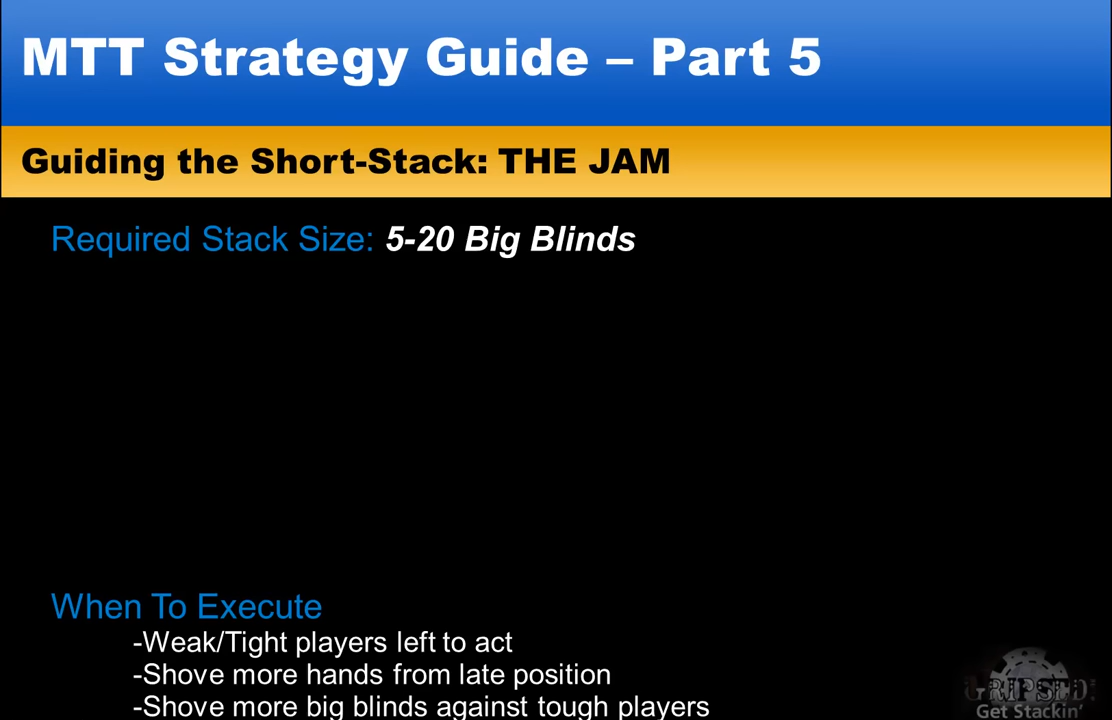 MTT Strategy Guide – Part 5
Guiding the Short-Stack: THE JAM
Required Stack Size: 5-20 Big Blinds
When To Execute
-Weak/Tight players left to act
-Shove more hands from late position
-Shove more big blinds against tough players
GRIPSED!
Get Stackin'